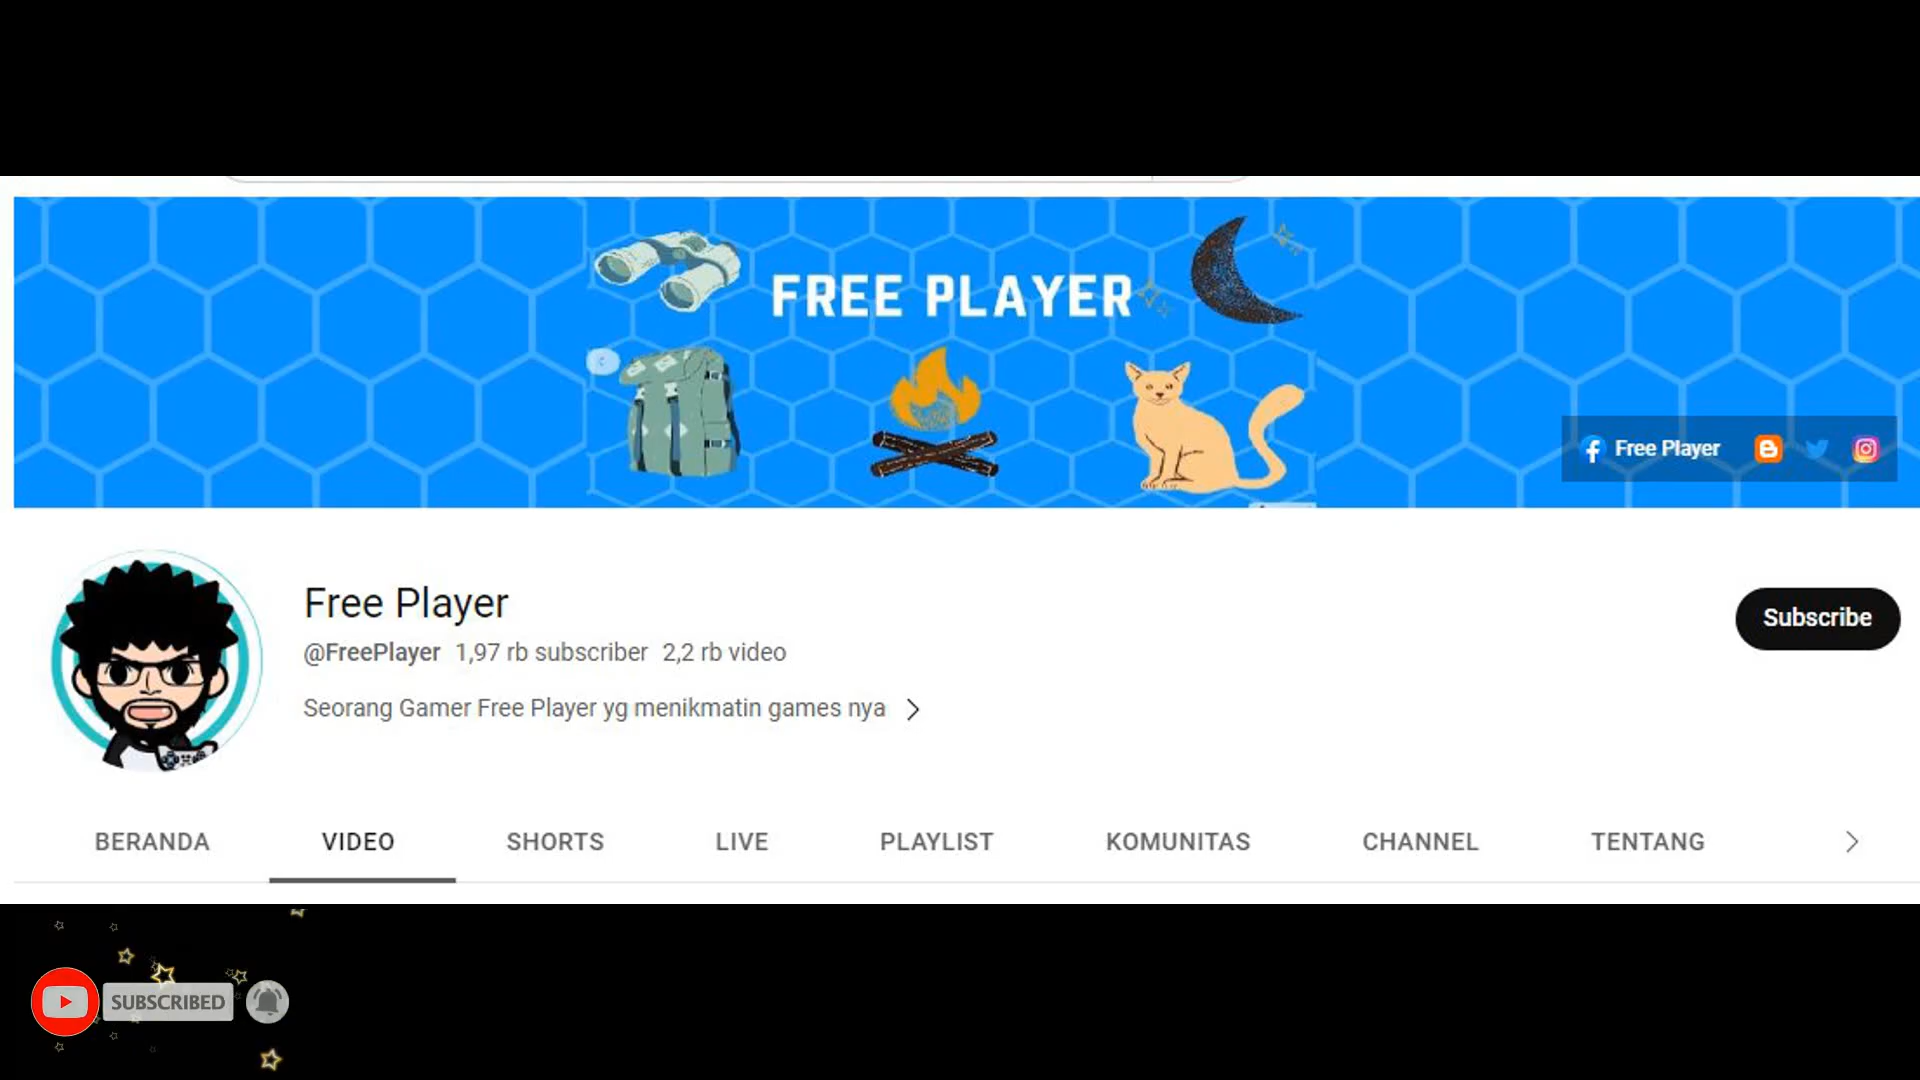 FREE PLAYER
Free Player
Free Player
@FreePlayer 1,97 rb subscriber 2,2 rb video
Subscribe
Seorang Gamer Free Player yg menikmatin games nya
BERANDA VIDEO SHORTS LIVE PLAYLIST KOMUNITAS CHANNEL TENTANG
SUBSCRIBED